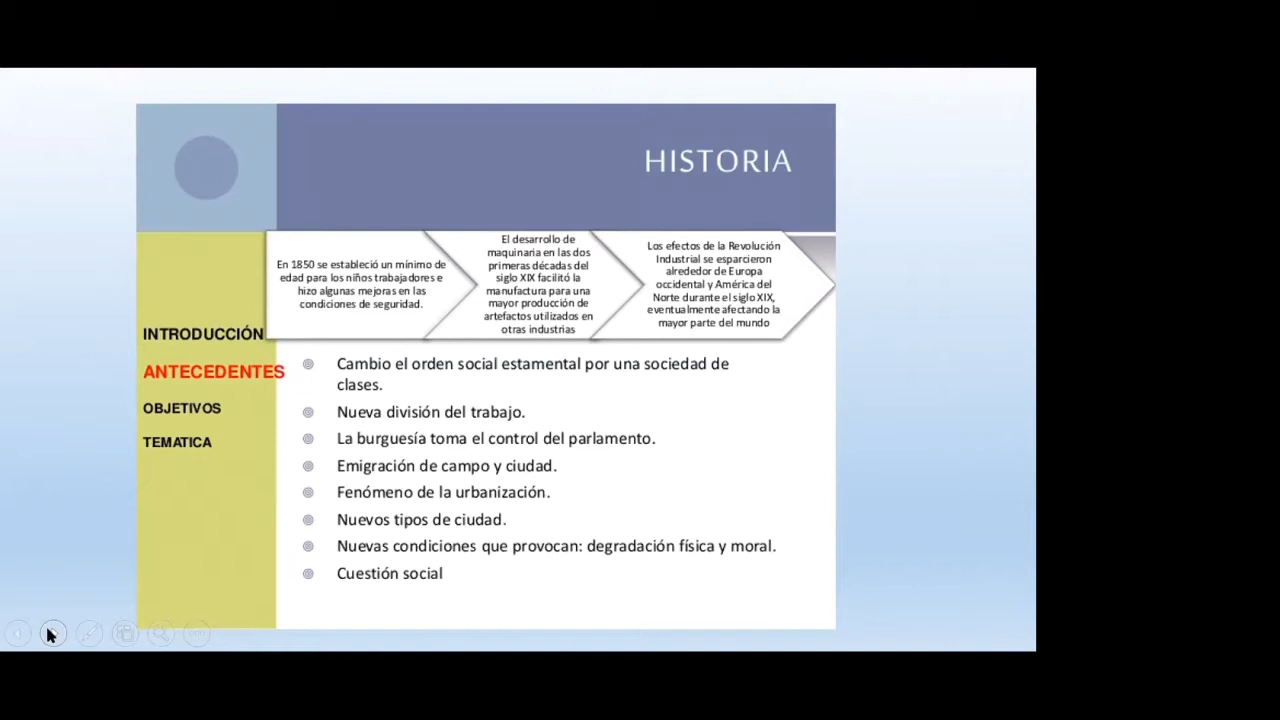 HISTORIA
En 1850 se estableció un mínimo de
edad para los niños trabajadores e
hizo algunas mejoras en las
condiciones de seguridad.
El desarrollo de
maquinaria en las dos
primeras décadas del
siglo XIX facilitó la
manufactura para una
mayor producción de
artefactos utilizados en
otras industrias
Los efectos de la Revolución
Industrial se esparcieron
alrededor de Europa
occidental y América del
Norte durante el siglo XIX,
eventualmente afectando la
mayor parte del mundo
INTRODUCCIÓN
ANTECEDENTES
OBJETIVOS
TEMATICA
Cambio el orden social estamental por una sociedad de
clases.
Nueva división del trabajo.
La burguesía toma el control del parlamento.
Emigración de campo y ciudad.
Fenómeno de la urbanización.
Nuevos tipos de ciudad.
Nuevas condiciones que provocan: degradación física y moral.
Cuestión social